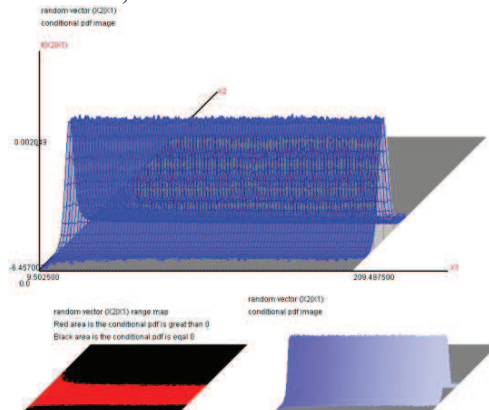 random vector (X2|X1)
conditional pdf image
f(X2|X1)
X2
0.002049
-6.45700
0.0
9.502500
209.497500
X1
random vector (X2|X1) range map
Red area is the conditional pdf is great than 0
Black area is the conditional pdf is eqal 0
random vector (X2|X1)
conditional pdf image